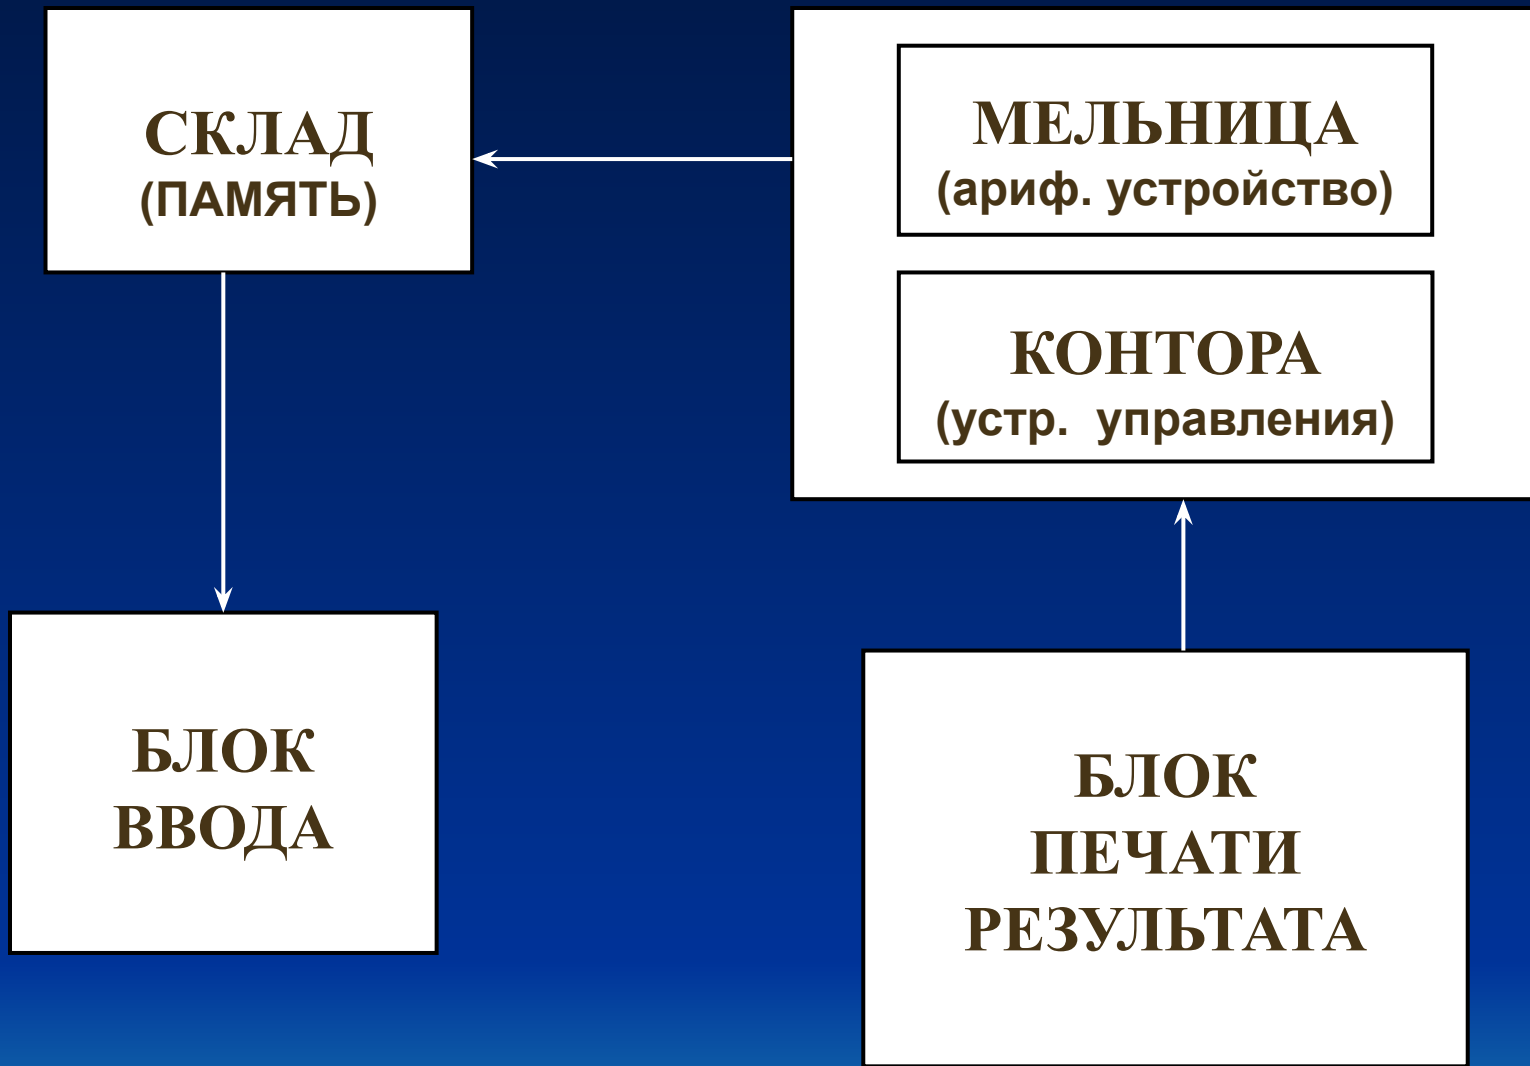 СКЛАД
(ПАМЯТЬ)
МЕЛЬНИЦА
(ариф. устройство)
КОНТОРА
(устр. управления)
БЛОК
ВВОДА
БЛОК
ПЕЧАТИ
РЕЗУЛЬТАТА